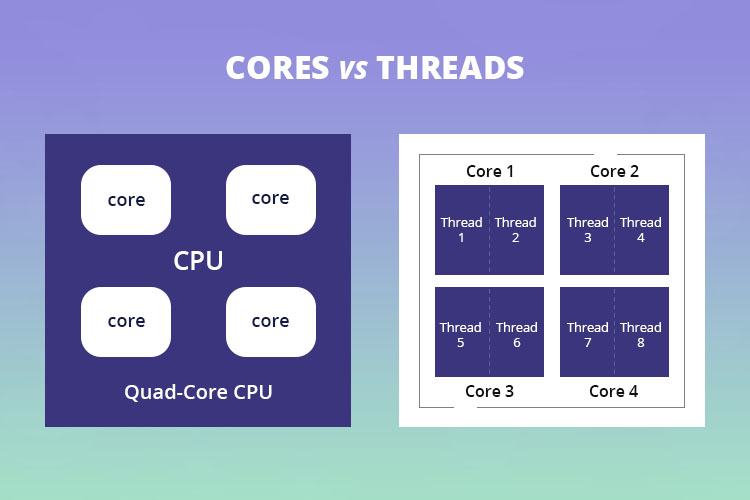 CORES vs THREADS
core
core
CPU
core
core
Quad-Core CPU
Core 1
Core 2
Thread
1
Thread
2
Thread
3
Thread
4
Thread
5
Thread
6
Thread
7
Thread
8
Core 3
Core 4